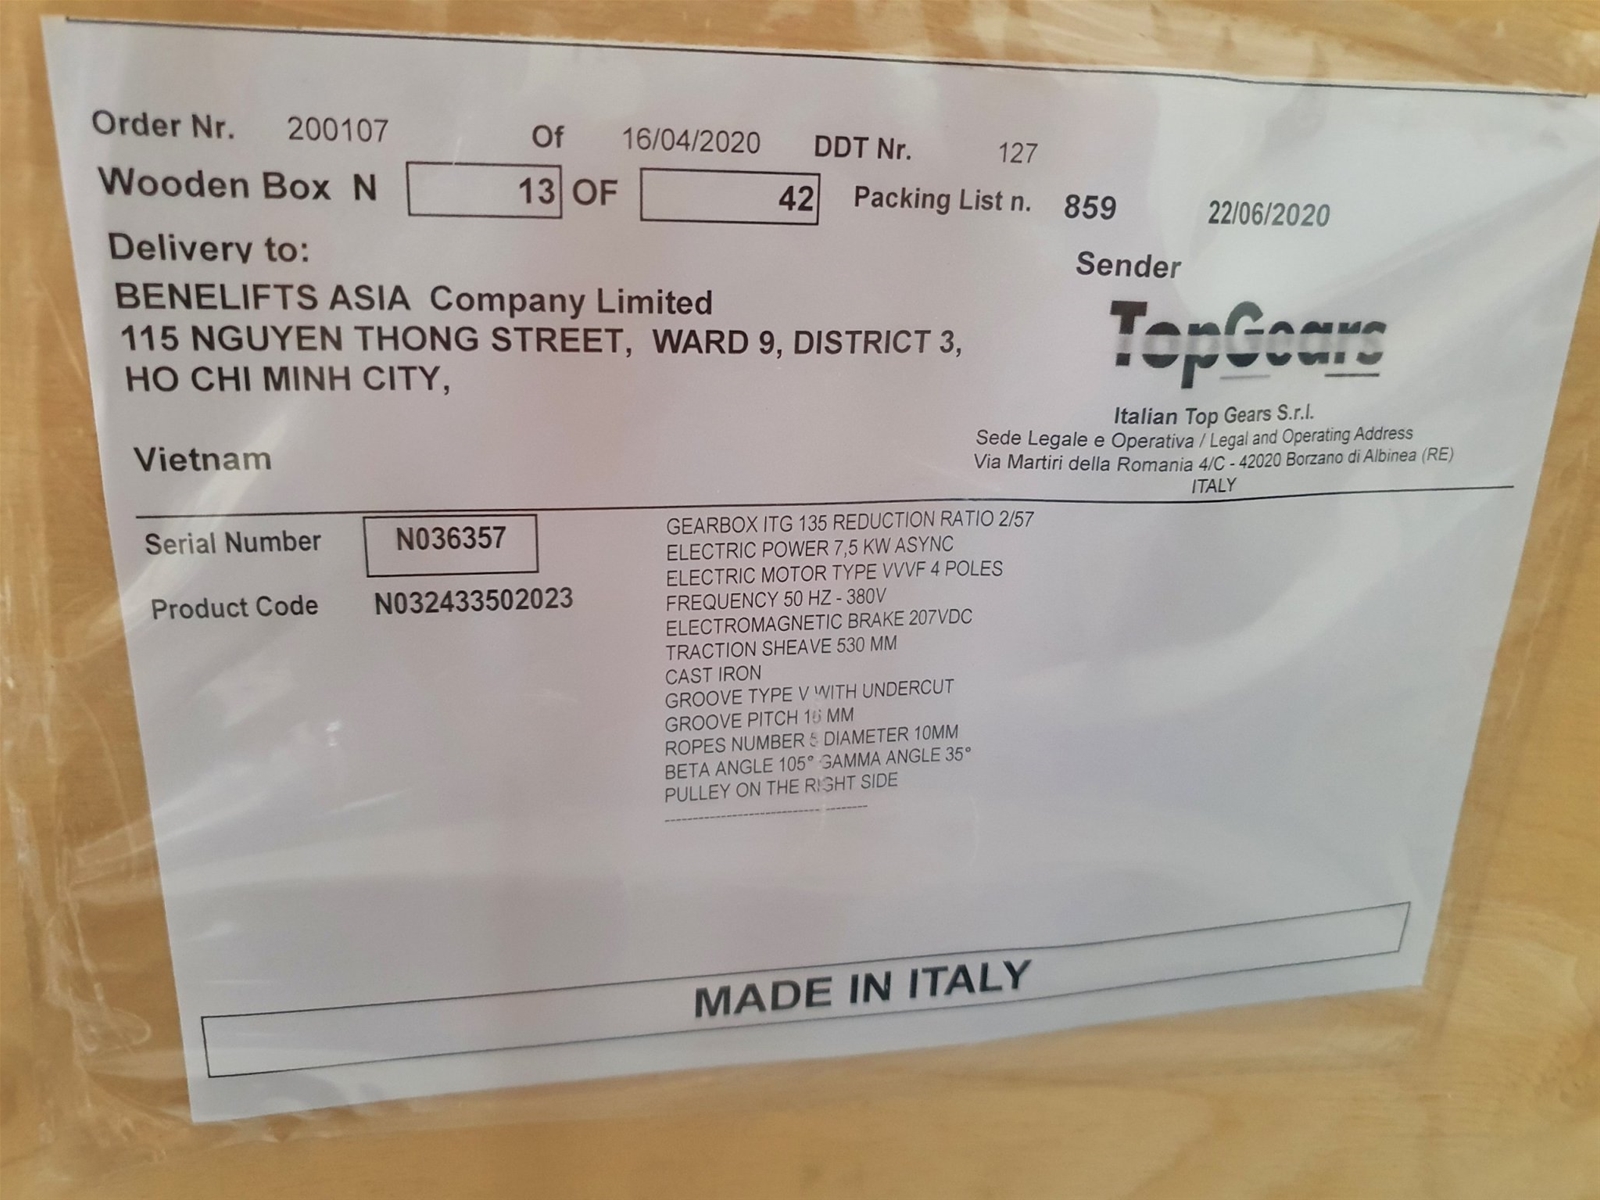 Order Nr. 200107 Of 16/04/2020 DDT Nr. 127
Wooden Box N 13 OF 42 Packing List n. 859 22/06/2020
Delivery to:
BENELIFTS ASIA Company Limited
115 NGUYEN THONG STREET, WARD 9, DISTRICT 3,
HO CHI MINH CITY,
Vietnam
Sender
TopGears
Italian Top Gears S.r.l.
Sede Legale e Operativa / Legal and Operating Address
Via Martiri della Romania 4/C - 42020 Borzano di Albinea (RE)
ITALY
Serial Number N036357
Product Code N032433502023
GEARBOX ITG 135 REDUCTION RATIO 2/57
ELECTRIC POWER 7,5 KW ASYNC
ELECTRIC MOTOR TYPE VVVF 4 POLES
FREQUENCY 50 HZ - 380V
ELECTROMAGNETIC BRAKE 207VDC
TRACTION SHEAVE 530 MM
CAST IRON
GROOVE TYPE V WITH UNDERCUT
GROOVE PITCH 16 MM
ROPES NUMBER 5 DIAMETER 10MM
BETA ANGLE 105° GAMMA ANGLE 35°
PULLEY ON THE RIGHT SIDE
MADE IN ITALY